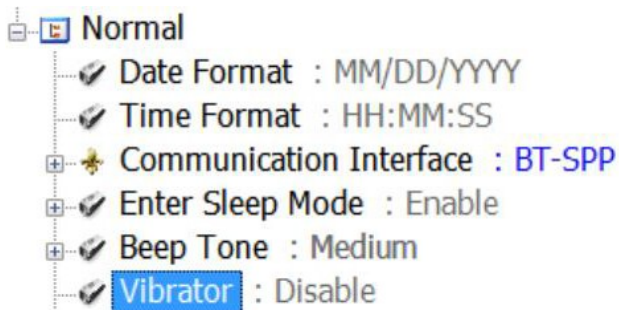 Normal
Date Format : MM/DD/YYYY
Time Format : HH:MM:SS
Communication Interface : BT-SPP
Enter Sleep Mode : Enable
Beep Tone : Medium
Vibrator : Disable